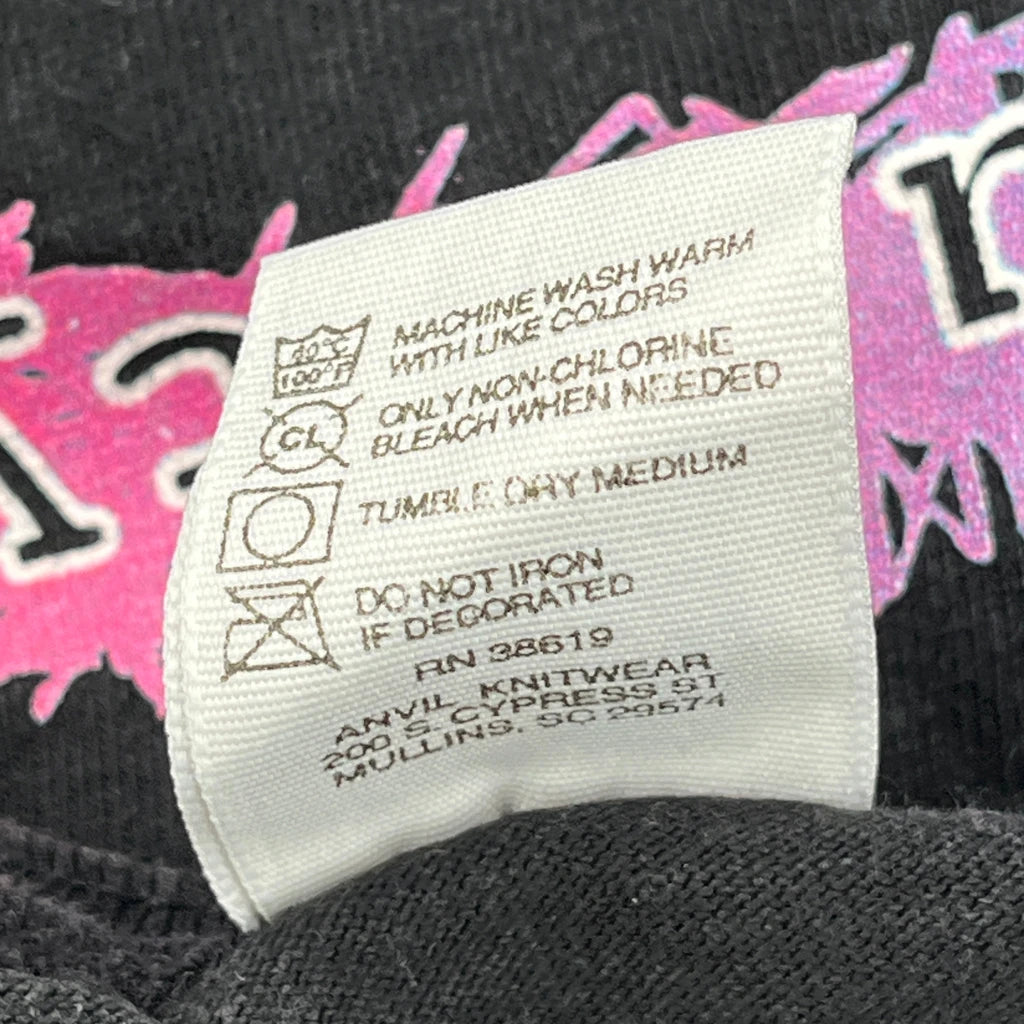 40°C
100°F
MACHINE WASH WARM
WITH LIKE COLORS
CL
ONLY NON-CHLORINE
BLEACH WHEN NEEDED
TUMBLE DRY MEDIUM
DO NOT IRON
IF DECORATED
RN 38619
ANVIL KNITWEAR
200 S. CYPRESS ST
MULLINS, SC 29574